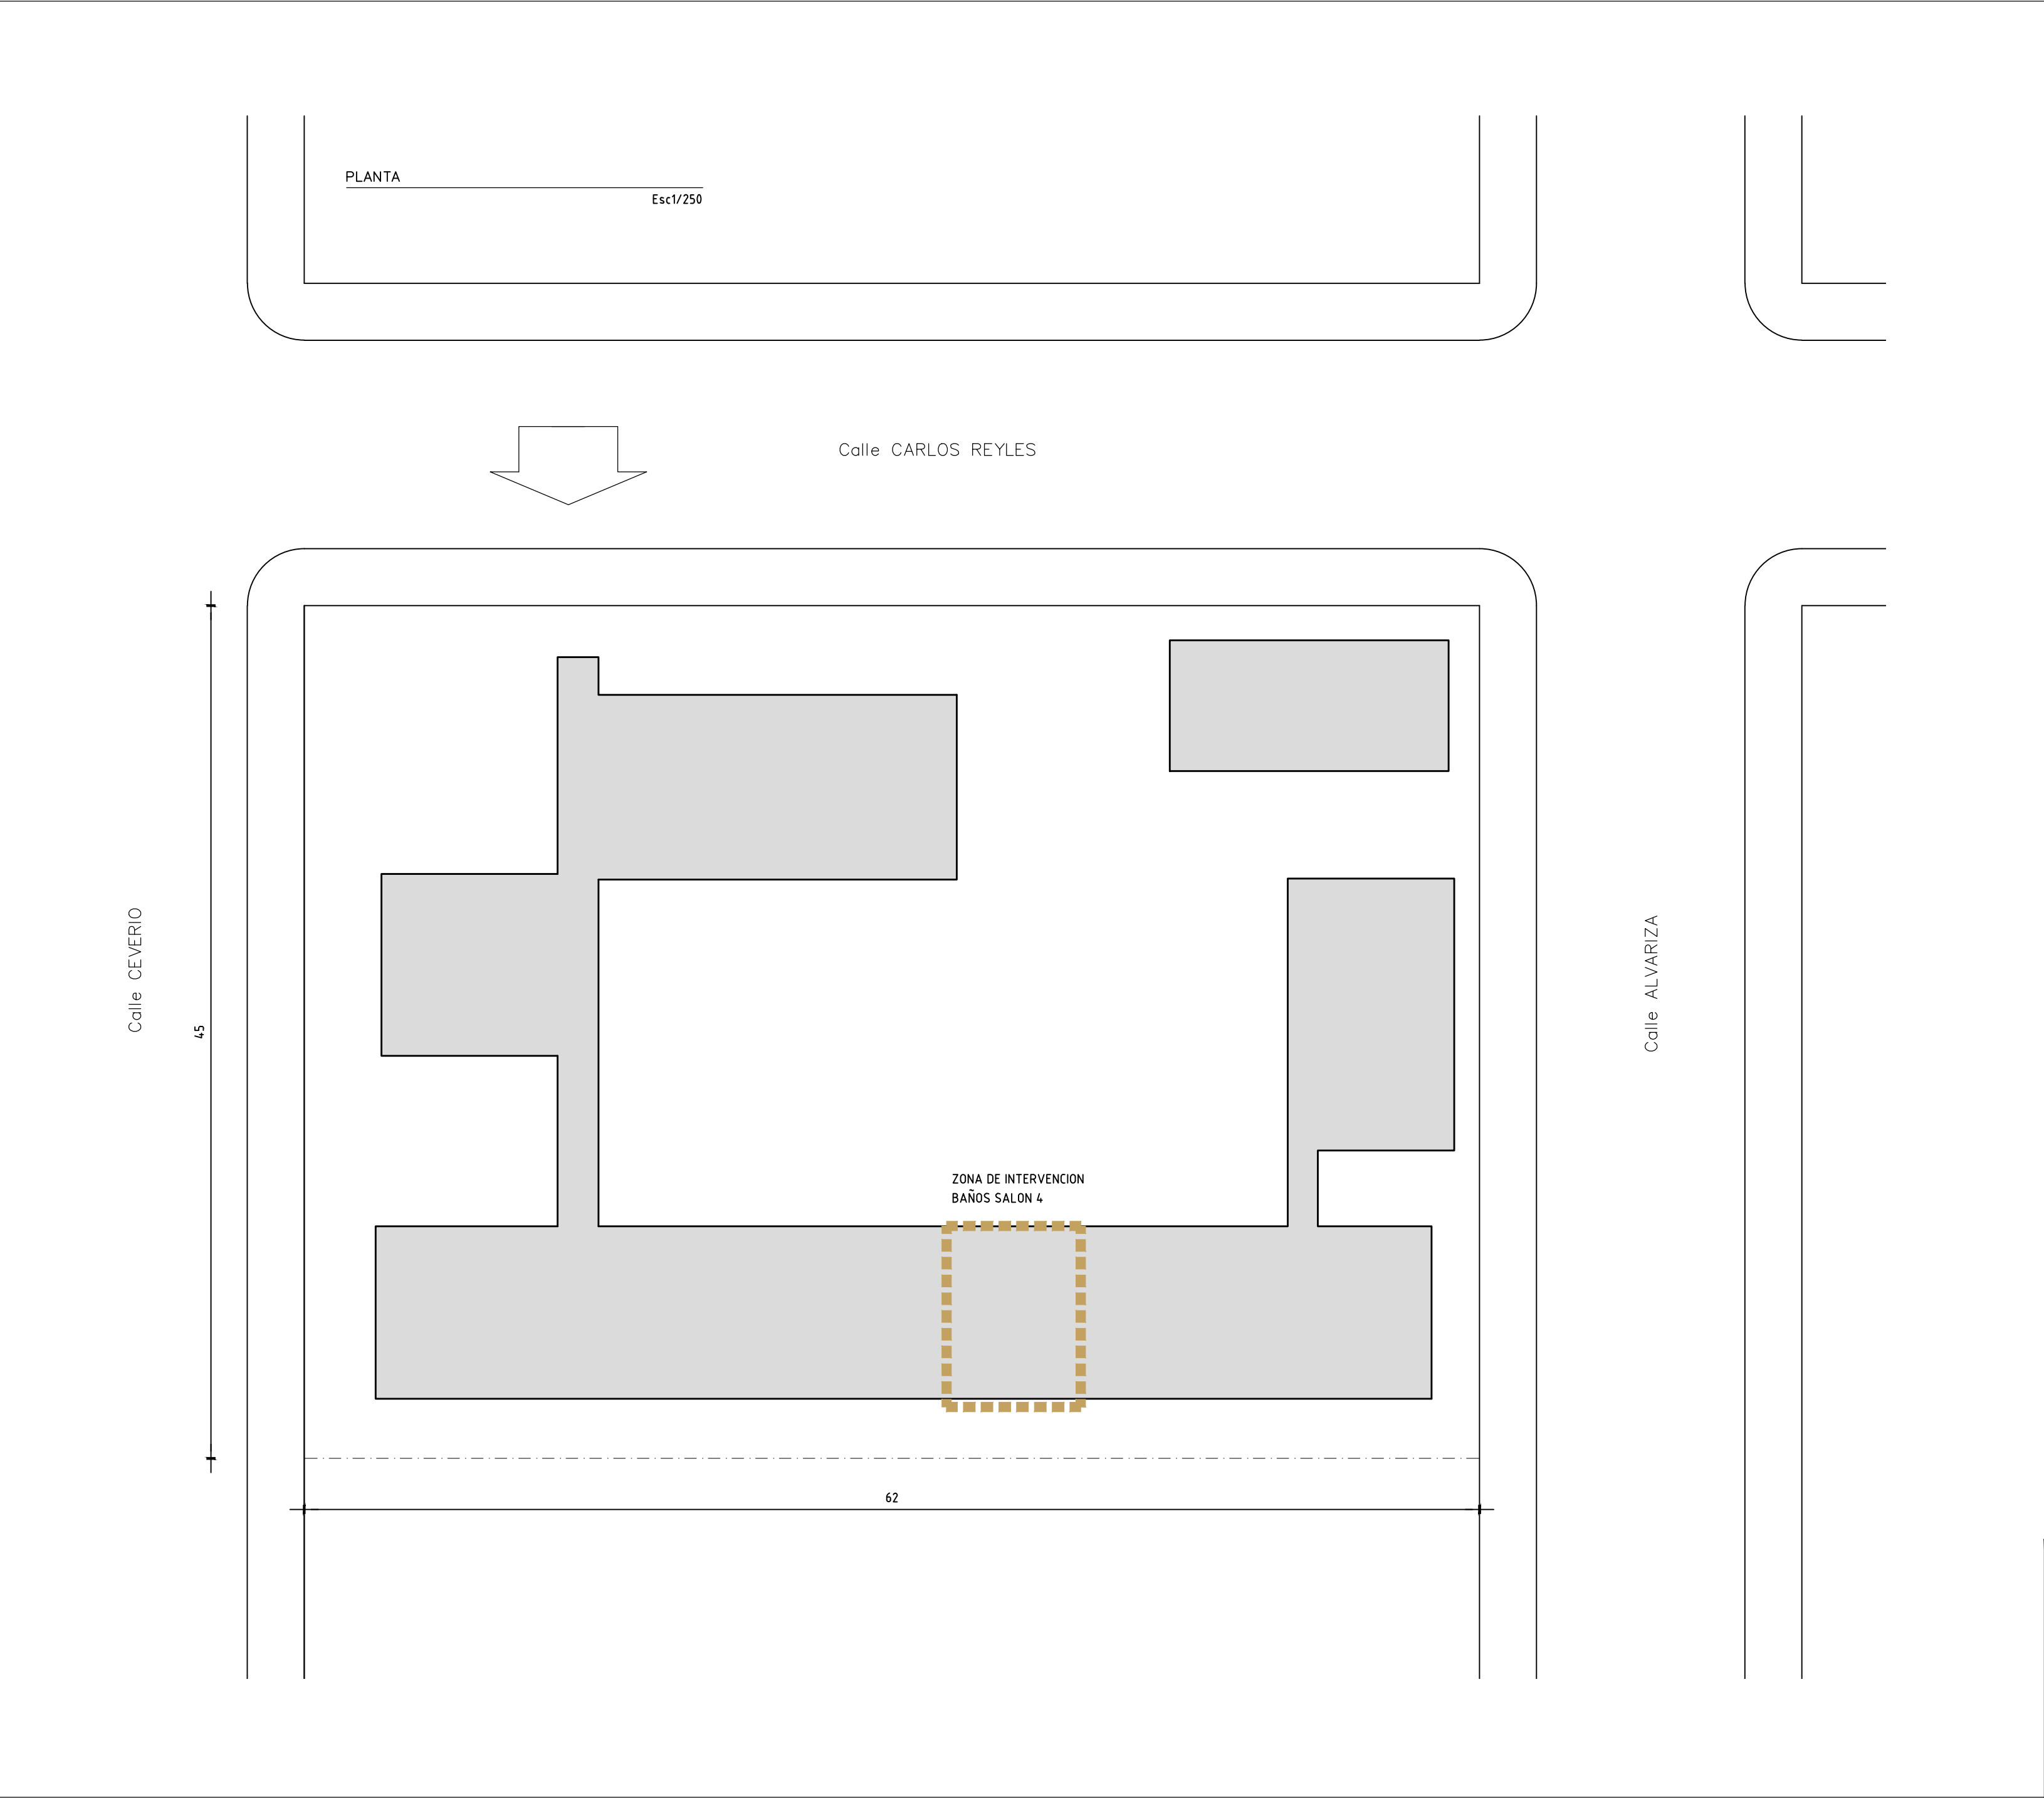 PLANTA
Esc1/250
Calle CARLOS REYLES
Calle CEVERIO
45
Calle ALVARIZA
ZONA DE INTERVENCION
BAÑOS SALON 4
62